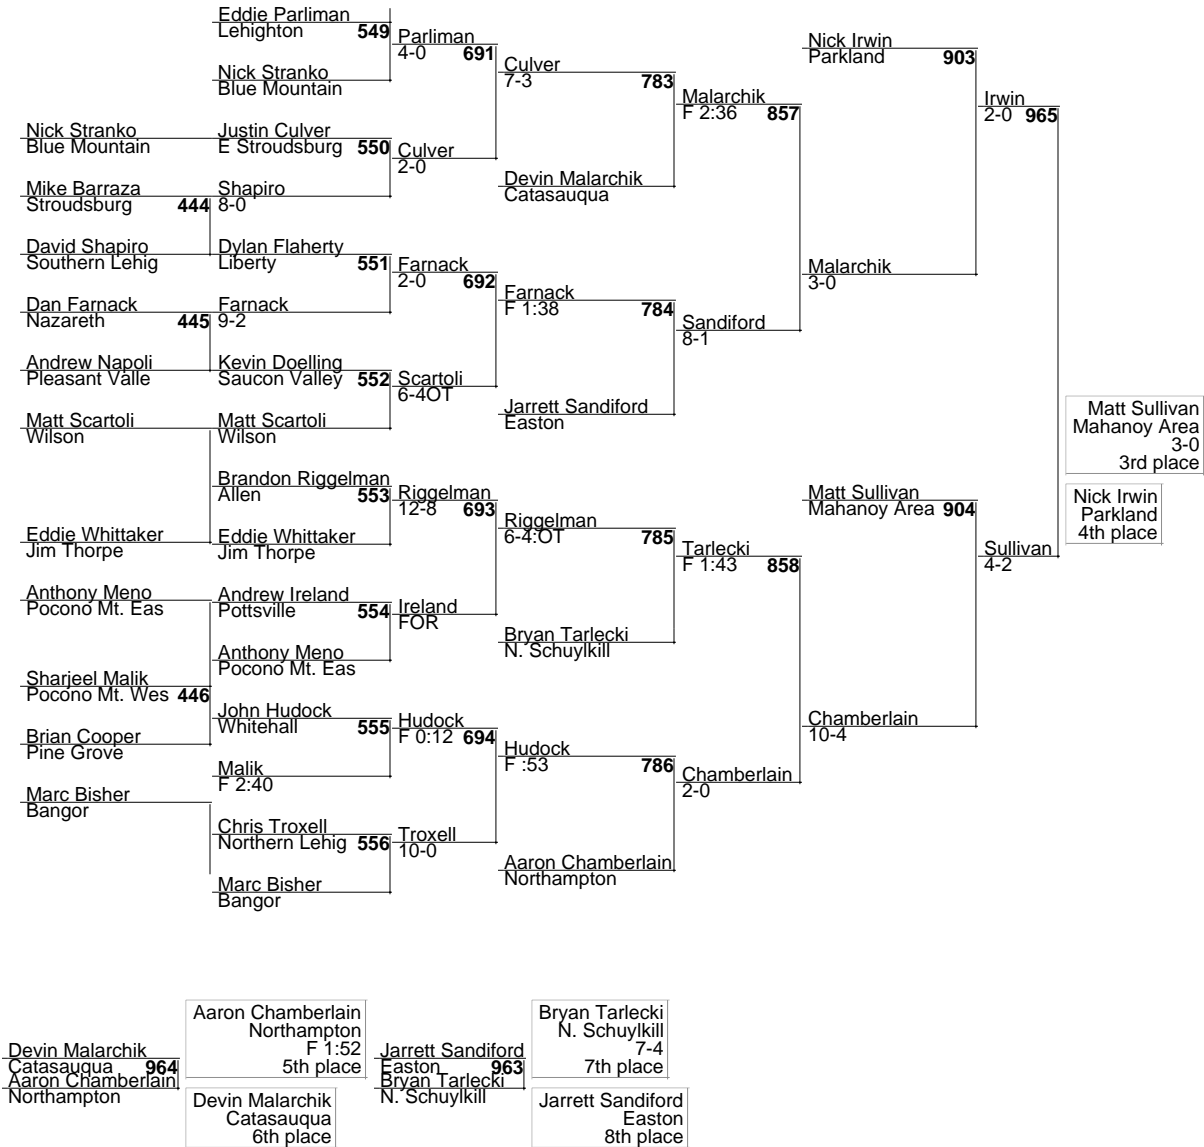 Eddie Parliman
Lehighton 549
Nick Stranko
Blue Mountain
Parliman
4-0 691
Culver
7-3 783
Malarchik
F 2:36 857
Nick Irwin
Parkland 903
Irwin
2-0 965
Nick Stranko
Blue Mountain
Justin Culver
E Stroudsburg 550
Culver
2-0
Mike Barraza
Stroudsburg 444
Shapiro
8-0
Devin Malarchik
Catasauqua
David Shapiro
Southern Lehig
Dylan Flaherty
Liberty 551
Farnack
2-0 692
Malarchik
3-0
Dan Farnack
Nazareth 445
Farnack
9-2
Farnack
F 1:38 784
Sandiford
8-1
Andrew Napoli
Pleasant Valle
Kevin Doelling
Saucon Valley 552
Scartoli
6-4OT
Matt Scartoli
Wilson
Matt Scartoli
Wilson
Jarrett Sandiford
Easton
Matt Sullivan
Mahanoy Area
3-0
3rd place
Brandon Riggelman
Allen 553
Riggelman
12-8 693
Matt Sullivan
Mahanoy Area 904
Nick Irwin
Parkland
4th place
Eddie Whittaker
Jim Thorpe
Eddie Whittaker
Jim Thorpe
Riggelman
6-4:OT 785
Tarlecki
F 1:43 858
Sullivan
4-2
Anthony Meno
Pocono Mt. Eas
Andrew Ireland
Pottsville 554
Ireland
FOR
Anthony Meno
Pocono Mt. Eas
Bryan Tarlecki
N. Schuylkill
Sharjeel Malik
Pocono Mt. Wes 446
John Hudock
Whitehall 555
Hudock
F 0:12 694
Chamberlain
10-4
Brian Cooper
Pine Grove
Malik
F 2:40
Hudock
F :53 786
Chamberlain
2-0
Marc Bisher
Bangor
Chris Troxell
Northern Lehig 556
Troxell
10-0
Marc Bisher
Bangor
Aaron Chamberlain
Northampton
Devin Malarchik
Catasauqua 964
Aaron Chamberlain
Northampton
Aaron Chamberlain
Northampton
F 1:52
5th place
Devin Malarchik
Catasauqua
6th place
Jarrett Sandiford
Easton 963
Bryan Tarlecki
N. Schuylkill
Bryan Tarlecki
N. Schuylkill
7-4
7th place
Jarrett Sandiford
Easton
8th place